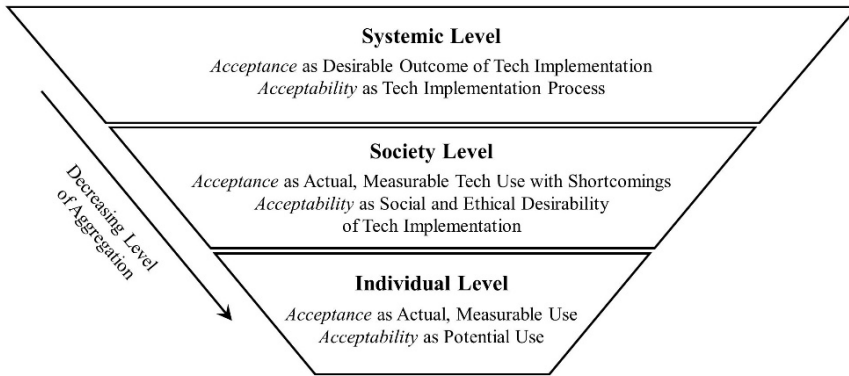 Systemic Level
Acceptance as Desirable Outcome of Tech Implementation
Acceptability as Tech Implementation Process
Society Level
Acceptance as Actual, Measurable Tech Use with Shortcomings
Acceptability as Social and Ethical Desirability
of Tech Implementation
Individual Level
Acceptance as Actual, Measurable Use
Acceptability as Potential Use
Decreasing Level
of Aggregation